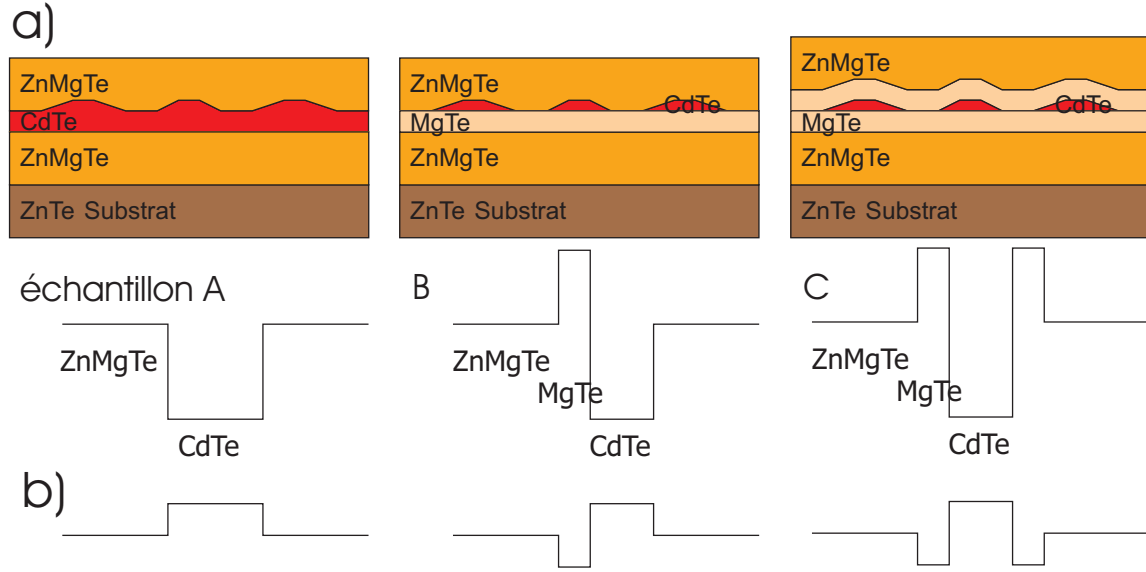 a)
ZnMgTe
CdTe
ZnMgTe
ZnTe Substrat
ZnMgTe
CdTe
MgTe
ZnMgTe
ZnTe Substrat
ZnMgTe
CdTe
MgTe
ZnMgTe
ZnTe Substrat
échantillon A
B
C
ZnMgTe
CdTe
ZnMgTe
MgTe
CdTe
ZnMgTe
MgTe
CdTe
b)